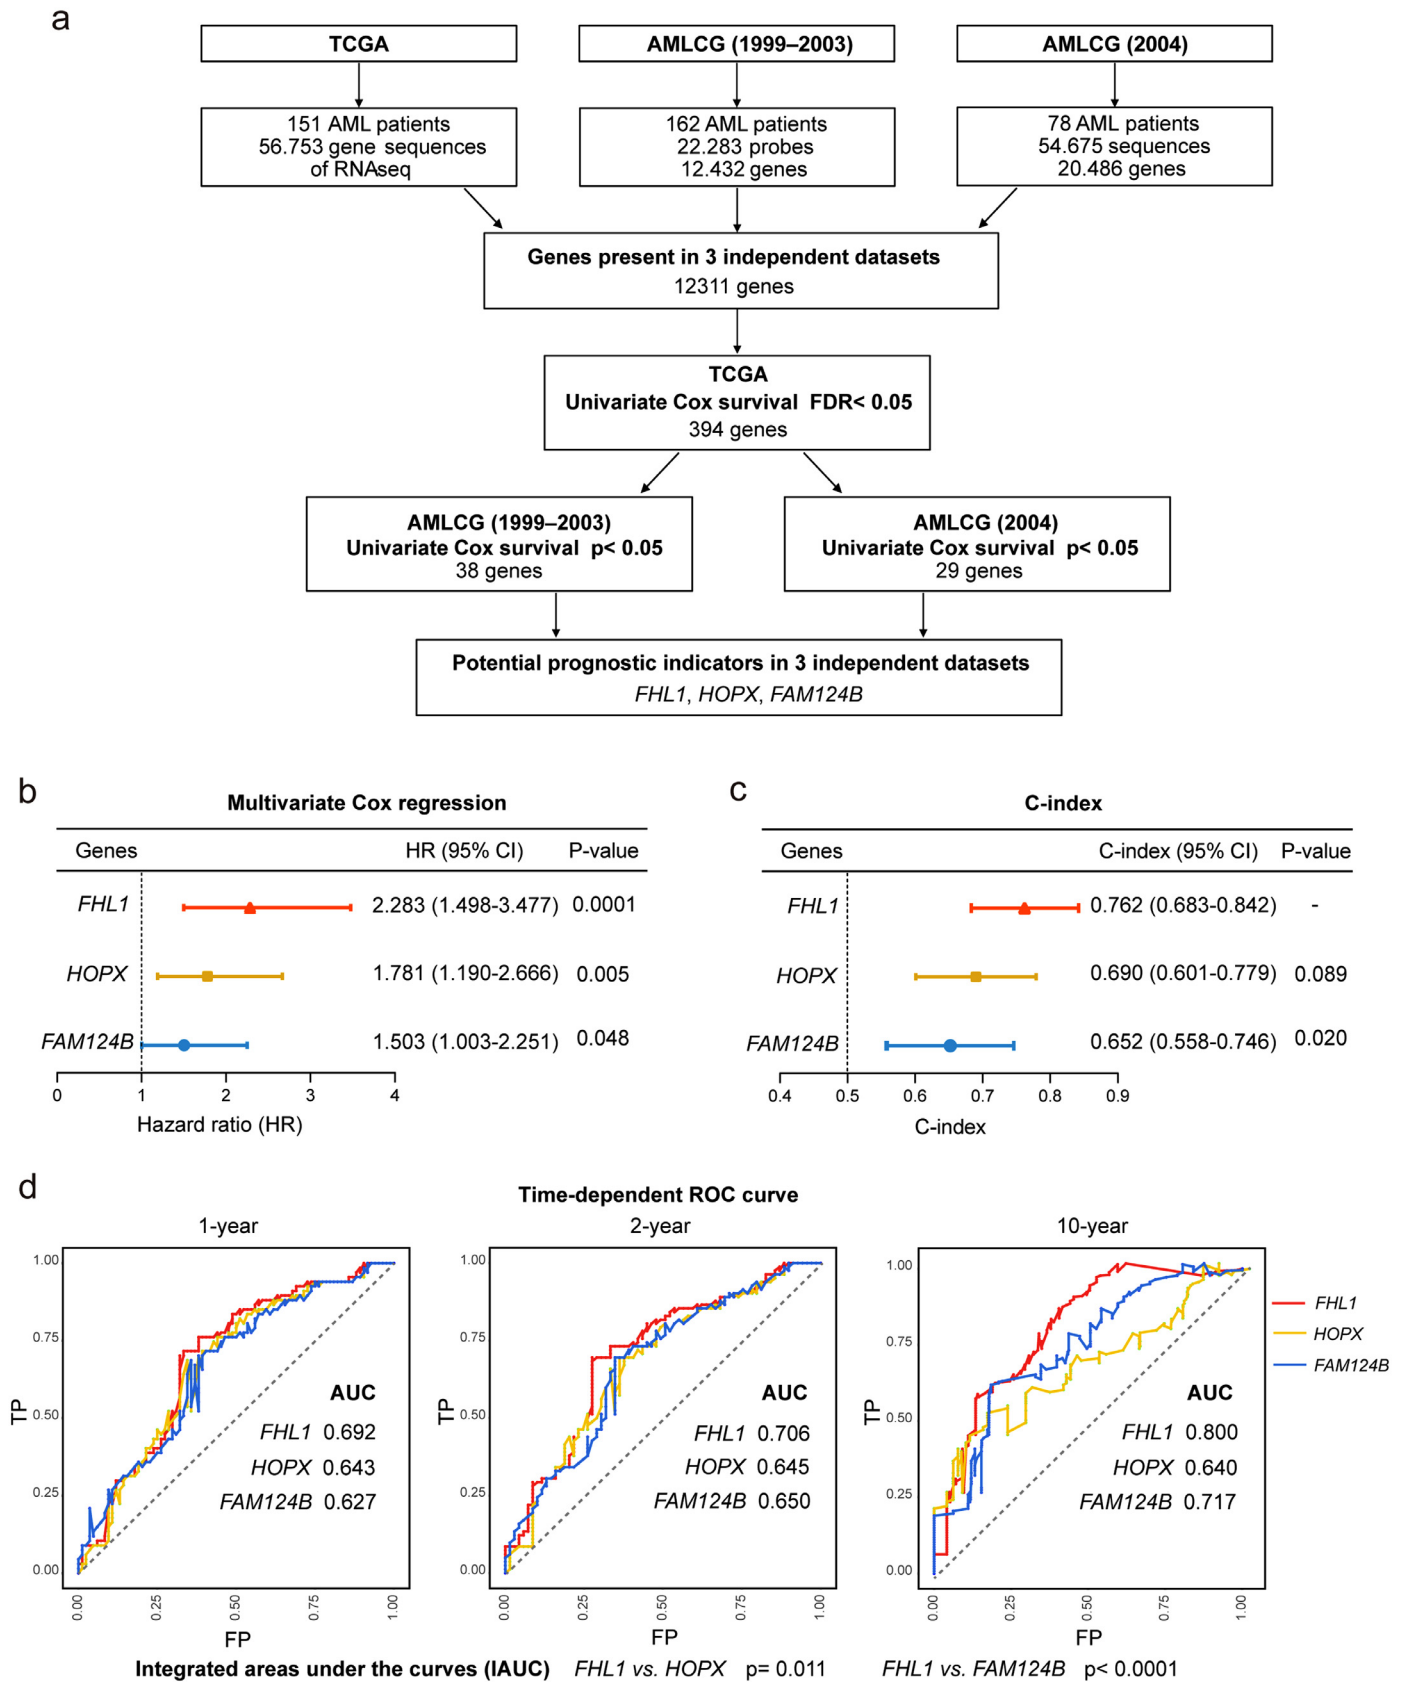 a
TCGA
AMLCG (1999–2003)
AMLCG (2004)
151 AML patients
56.753 gene sequences
of RNAseq
162 AML patients
22.283 probes
12.432 genes
78 AML patients
54.675 sequences
20.486 genes
Genes present in 3 independent datasets
12311 genes
TCGA
Univariate Cox survival FDR< 0.05
394 genes
AMLCG (1999–2003)
Univariate Cox survival p< 0.05
38 genes
AMLCG (2004)
Univariate Cox survival p< 0.05
29 genes
Potential prognostic indicators in 3 independent datasets
FHL1, HOPX, FAM124B
b
Multivariate Cox regression
Genes HR (95% CI) P-value
FHL1 2.283 (1.498-3.477) 0.0001
HOPX 1.781 (1.190-2.666) 0.005
FAM124B 1.503 (1.003-2.251) 0.048
0 1 2 3 4
Hazard ratio (HR)
c
C-index
Genes C-index (95% CI) P-value
FHL1 0.762 (0.683-0.842) -
HOPX 0.690 (0.601-0.779) 0.089
FAM124B 0.652 (0.558-0.746) 0.020
0.4 0.5 0.6 0.7 0.8 0.9
C-index
d
Time-dependent ROC curve
1-year
1.00
0.75
0.50
0.25
0.00
TP
AUC
FHL1 0.692
HOPX 0.643
FAM124B 0.627
0.00 0.25 0.50 0.75 1.00
FP
2-year
1.00
0.75
0.50
0.25
0.00
TP
AUC
FHL1 0.706
HOPX 0.645
FAM124B 0.650
0.00 0.25 0.50 0.75 1.00
FP
10-year
1.00
0.75
0.50
0.25
0.00
TP
AUC
FHL1 0.800
HOPX 0.640
FAM124B 0.717
0.00 0.25 0.50 0.75 1.00
FP
FHL1
HOPX
FAM124B
Integrated areas under the curves (IAUC) FHL1 vs. HOPX p= 0.011 FHL1 vs. FAM124B p< 0.0001